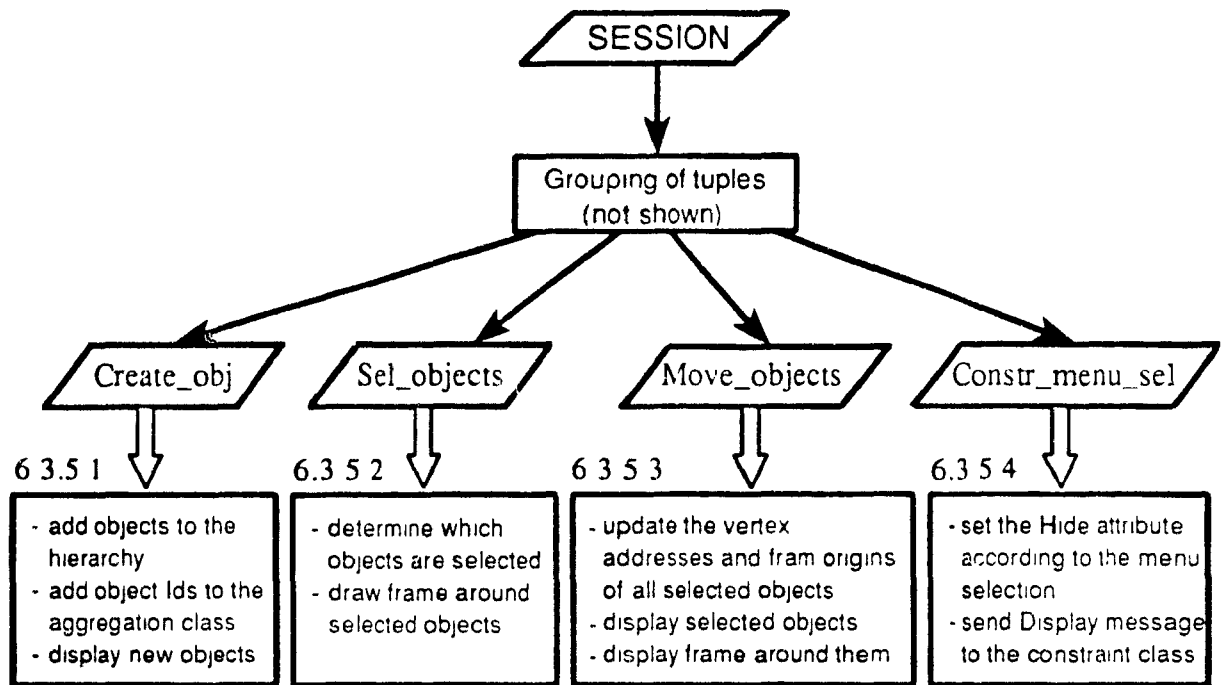 SESSION
Grouping of tuples
(not shown)
Create_obj
Sel_objects
Move_objects
Constr_menu_sel
6 3.5 1
- add objects to the
hierarchy
- add object Ids to the
aggregation class
- display new objects
6.3 5 2
- determine which
objects are selected
- draw frame around
selected objects
6 3 5 3
- update the vertex
addresses and fram origins
of all selected objects
- display selected objects
- display frame around them
6.3 5 4
- set the Hide attribute
according to the menu
selection
- send Display message
to the constraint class